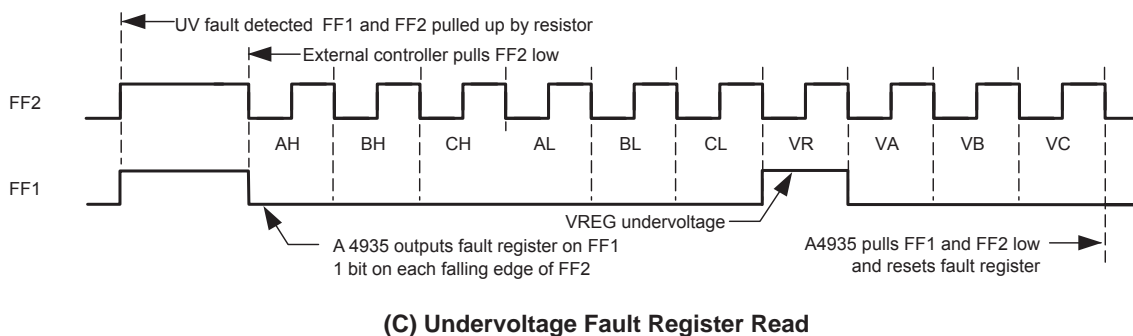 UV fault detected  FF1 and FF2 pulled up by resistor
External controller pulls FF2 low
FF2
AH BH CH AL BL CL VR VA VB VC
FF1
VREG undervoltage
A 4935 outputs fault register on FF1
1 bit on each falling edge of FF2
A4935 pulls FF1 and FF2 low
and resets fault register
(C) Undervoltage Fault Register Read